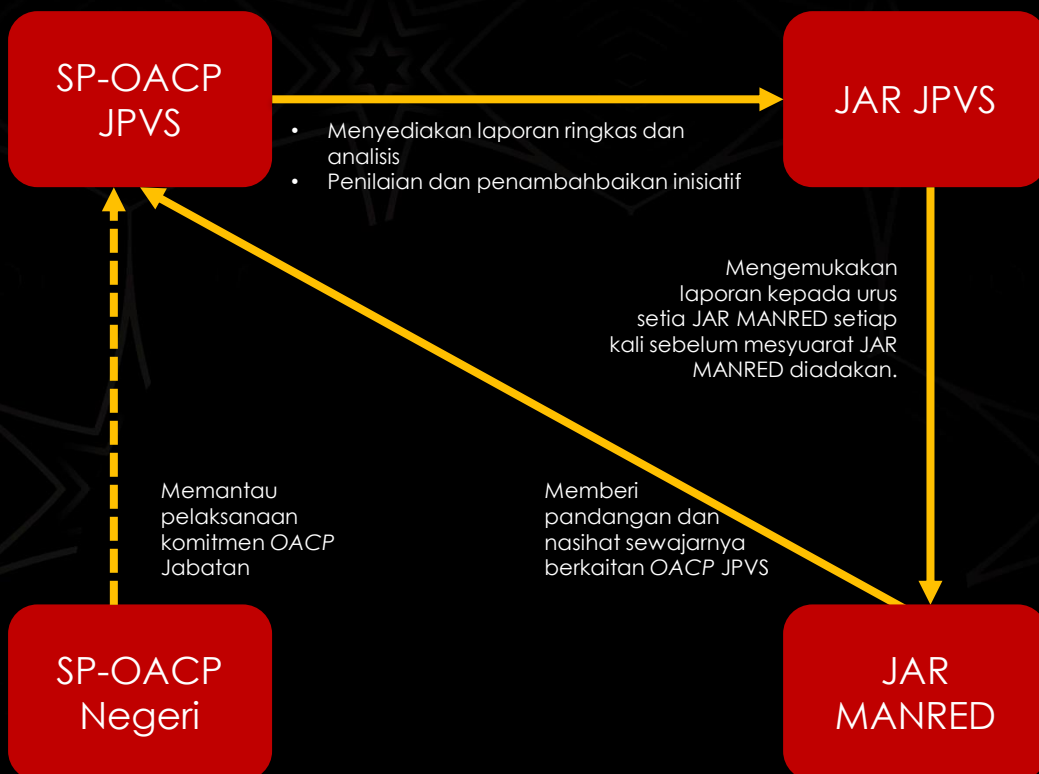 SP-OACP
JPVS
JAR JPVS
• Menyediakan laporan ringkas dan
analisis
• Penilaian dan penambahbaikan inisiatif
Mengemukakan
laporan kepada urus
setia JAR MANRED setiap
kali sebelum mesyuarat JAR
MANRED diadakan.
Memantau
pelaksanaan
komitmen OACP
Jabatan
Memberi
pandangan dan
nasihat sewajarnya
berkaitan OACP JPVS
SP-OACP
Negeri
JAR
MANRED